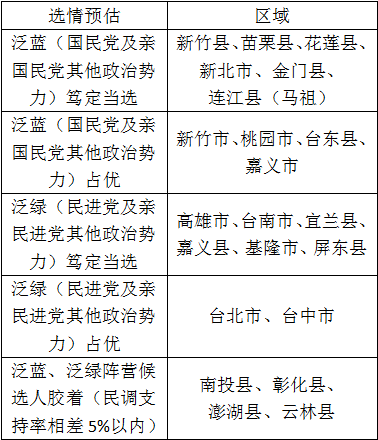 选情预估
区域
泛蓝（国民党及亲
国民党其他政治势
力）笃定当选
新竹县、苗栗县、花莲县、
新北市、金门县、
连江县（马祖）
泛蓝（国民党及亲
国民党其他政治势
力）占优
新竹市、桃园市、台东县、
嘉义市
泛绿（民进党及亲
民进党其他政治势
力）笃定当选
高雄市、台南市、宜兰县、
嘉义县、基隆市、屏东县
泛绿（民进党及亲
民进党其他政治势
力）占优
台北市、台中市
泛蓝、泛绿阵营候
选人胶着（民调支
持率相差5%以内）
南投县、彰化县、
澎湖县、云林县